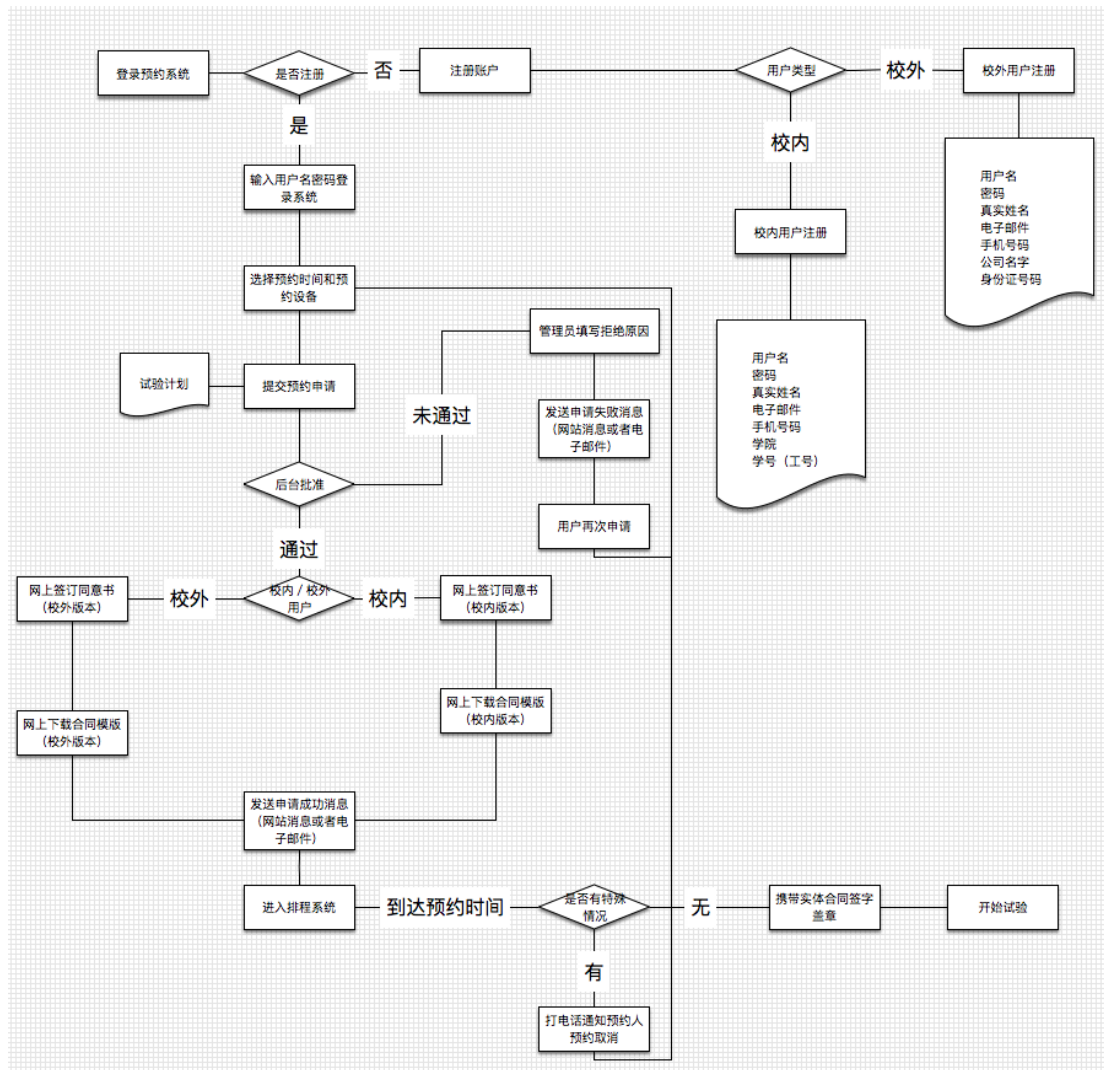 登录预约系统
是否注册
否
注册账户
用户类型
校外
校外用户注册
是
校内
输入用户名密码登
录系统
用户名
密码
真实姓名
电子邮件
手机号码
公司名字
身份证号码
校内用户注册
选择预约时间和预
约设备
管理员填写拒绝原因
用户名
密码
真实姓名
电子邮件
手机号码
学院
学号（工号）
试验计划
提交预约申请
未通过
发送申请失败消息
（网站消息或者电
子邮件）
后台批准
用户再次申请
通过
网上签订同意书
（校外版本）
校外
校内 / 校外
用户
校内
网上签订同意书
（校内版本）
网上下载合同模版
（校外版本）
网上下载合同模版
（校内版本）
发送申请成功消息
（网站消息或者电
子邮件）
进入排程系统
到达预约时间
是否有特殊
情况
无
携带实体合同签字
盖章
开始试验
有
打电话通知预约人
预约取消